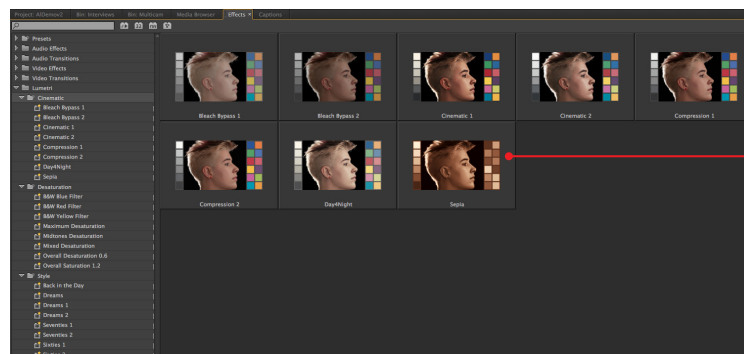 Project: AIDemov2 Bin: Interviews Bin: Multicam Media Browser Effects Captions
Presets
Audio Effects
Audio Transitions
Video Effects
Video Transitions
Lumetri
Cinematic
Bleach Bypass 1
Bleach Bypass 2
Cinematic 1
Cinematic 2
Compression 1
Compression 2
Day4Night
Sepia
Desaturation
B&W Blue Filter
B&W Red Filter
B&W Yellow Filter
Maximum Desaturation
Midtones Desaturation
Mixed Desaturation
Overall Desaturation 0.6
Overall Saturation 1.2
Style
Back in the Day
Dreams
Dreams 1
Dreams 2
Seventies 1
Seventies 2
Sixties 1
Bleach Bypass 1 Bleach Bypass 2 Cinematic 1 Cinematic 2 Compression 1
Compression 2 Day4Night Sepia